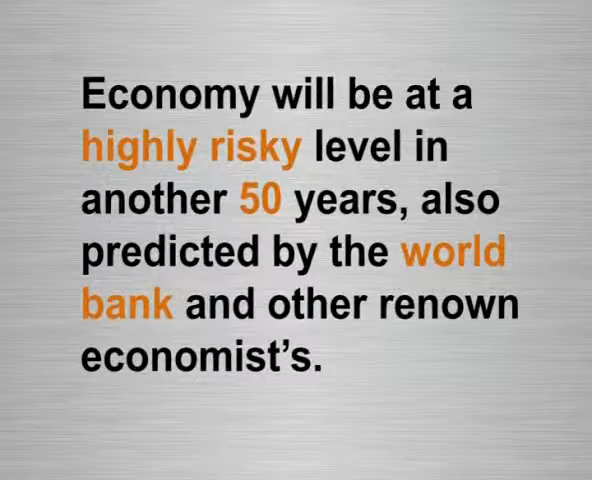 Economy will be at a
highly risky level in
another 50 years, also
predicted by the world
bank and other renown
economist’s.